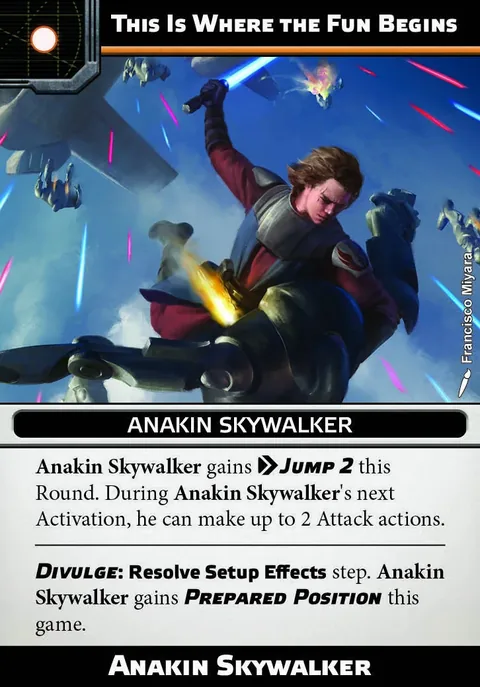 This Is Where the Fun Begins
Francisco Miyara
ANAKIN SKYWALKER
Anakin Skywalker gains JUMP 2 this
Round. During Anakin Skywalker's next
Activation, he can make up to 2 Attack actions.
DIVULGE: Resolve Setup Effects step. Anakin
Skywalker gains PREPARED POSITION this
game.
Anakin Skywalker